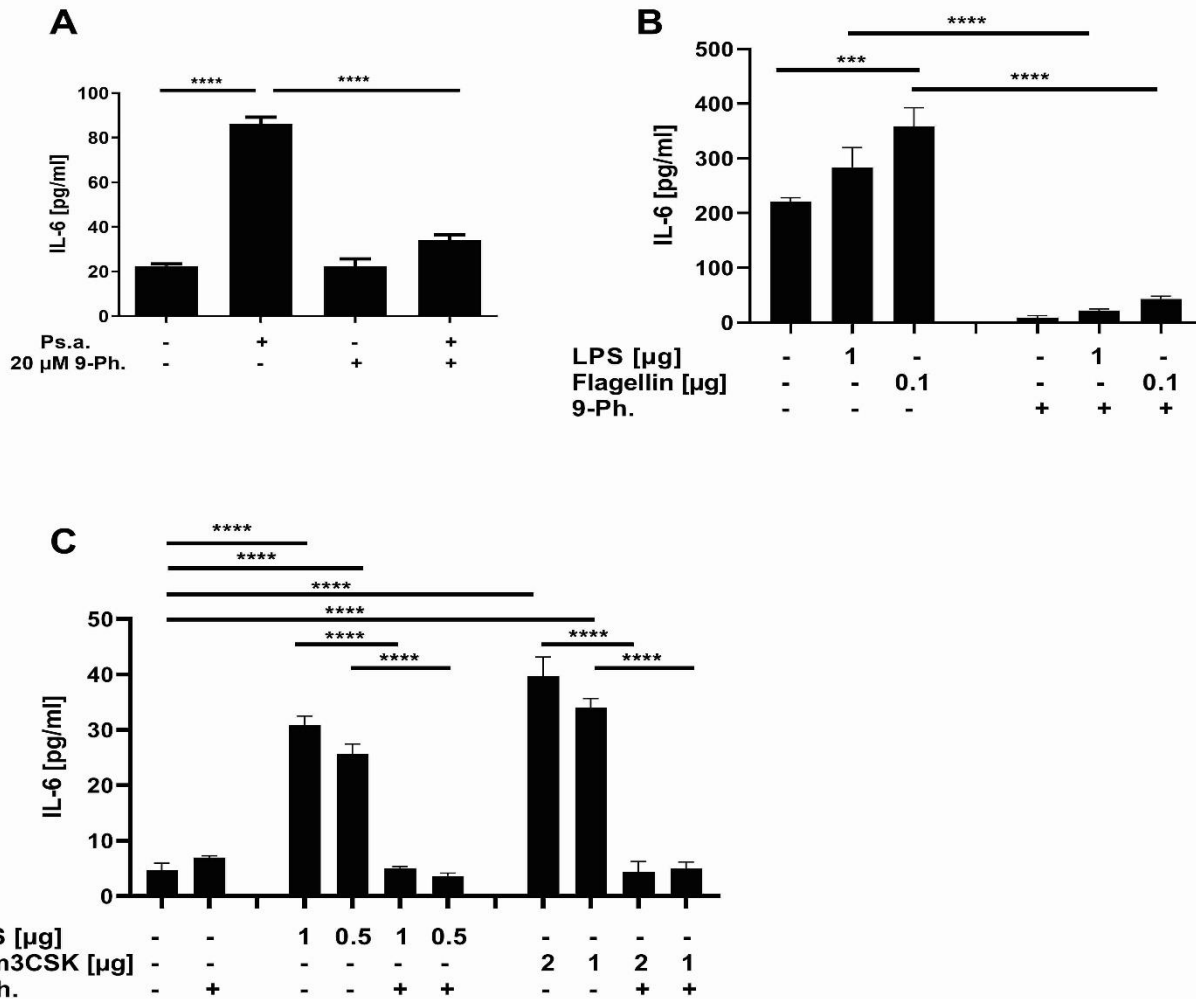 A
**** ****
100
80
60
40
20
0
IL-6 [pg/ml]
Ps.a. - + - +
20 µM 9-Ph. - - + +
B
****
*** ****
500
400
300
200
100
0
IL-6 [pg/ml]
LPS [µg] - 1 - - 1 -
Flagellin [µg] - - 0.1 - - 0.1
9-Ph. - - - + + +
C
****
****
****
****
**** ****
**** ****
50
40
30
20
10
0
IL-6 [pg/ml]
S [µg] - - 1 0.5 1 0.5 - - - -
m3CSK [µg] - - - - - - 2 1 2 1
h. - + - - + + - - + +